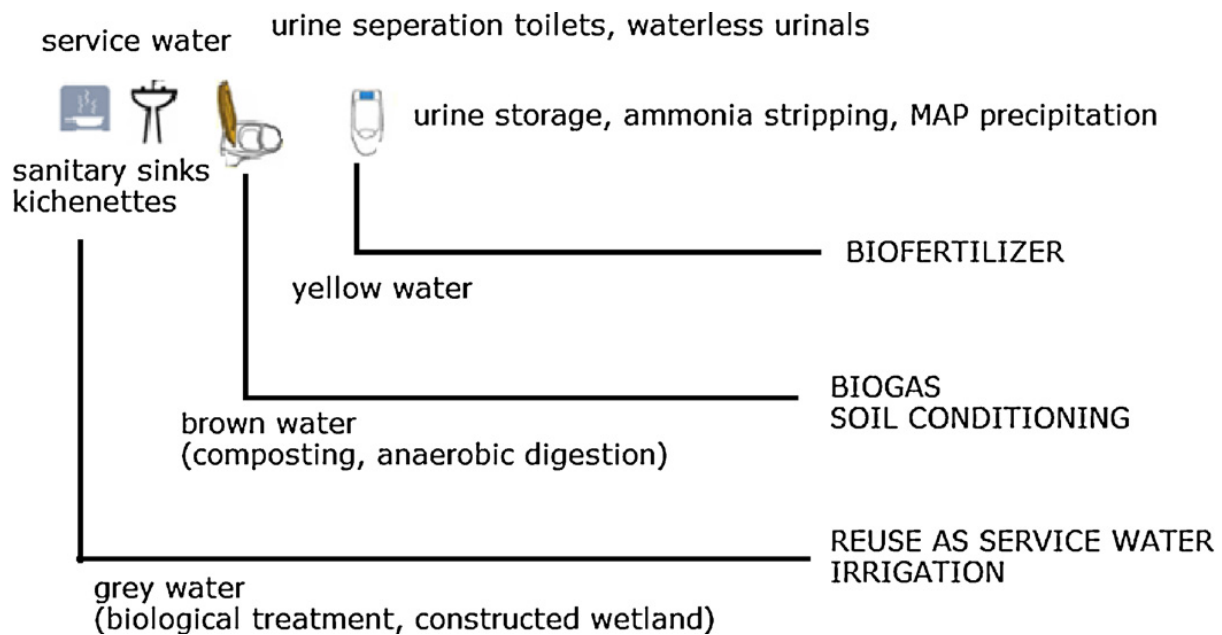 urine seperation toilets, waterless urinals
service water
urine storage, ammonia stripping, MAP precipitation
sanitary sinks
kichenettes
BIOFERTILIZER
yellow water
BIOGAS
SOIL CONDITIONING
brown water
(composting, anaerobic digestion)
REUSE AS SERVICE WATER
IRRIGATION
grey water
(biological treatment, constructed wetland)